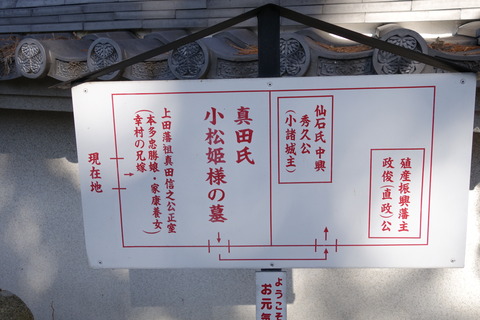 殖産振興藩主
政俊(直政)公
仙石氏中興
秀久公
(小諸城主)
真田氏
小松姫様の墓
上田藩祖真田信之公正室
(本多忠勝娘・家康養女)
幸村の兄嫁
現在地
ようこそ
お元気